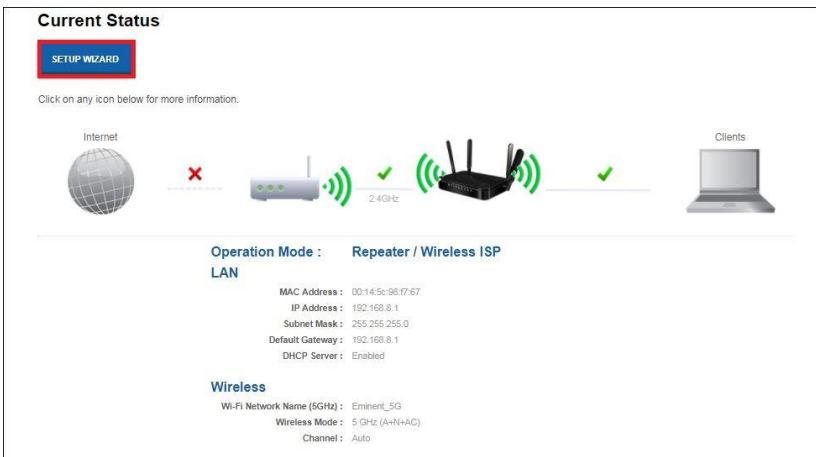 Current Status
SETUP WIZARD
Click on any icon below for more information.
Internet
Clients
2.4GHz
Operation Mode : Repeater / Wireless ISP
LAN
MAC Address : 00:14:5c:98:f7:67
IP Address : 192.168.8.1
Subnet Mask : 255.255.255.0
Default Gateway : 192.168.8.1
DHCP Server : Enabled
Wireless
Wi-Fi Network Name (5GHz) : Eminent_5G
Wireless Mode : 5 GHz (A+N+AC)
Channel : Auto